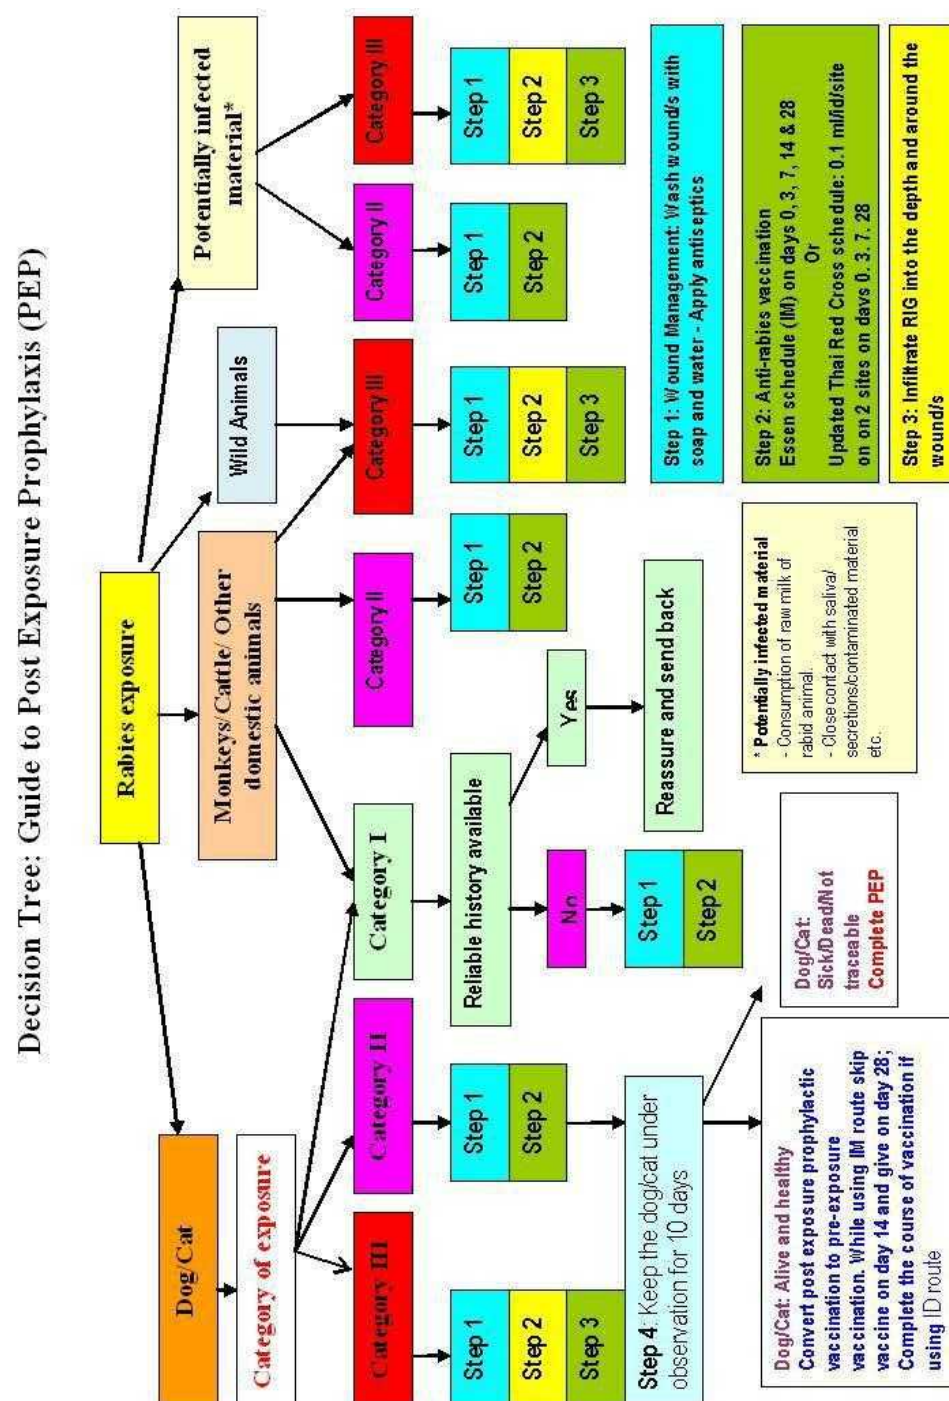 Decision Tree: Guide to Post Exposure Prophylaxis (PEP)
Rabies exposure
Dog/Cat
Monkeys/Cattle/ Other
domestic animals
Wild Animals
Potentially infected
material*
Category of exposure
Category III
Category II
Category I
Category II
Category III
Category II
Category III
Step 1
Step 2
Step 3
Step 1
Step 2
Reliable history available
Step 1
Step 2
Step 1
Step 2
Step 3
Step 1
Step 2
Step 1
Step 2
Step 3
No
Yes
Step 1
Step 2
Reassure and send back
Step 4: Keep the dog/cat under
observation for 10 days
Dog/Cat: Alive and healthy
Convert post exposure prophylactic
vaccination to pre-exposure
vaccination. While using IM route skip
vaccine on day 14 and give on day 28;
Complete the course of vaccination if
using ID route
Dog/Cat:
Sick/Dead/Not
traceable
Complete PEP
* Potentially infected material
- Consumption of raw milk of
rabid animal.
- Close contact with saliva/
secretions/contaminated material
etc.
Step 1: Wound Management: Wash wound/s with
soap and water - Apply antiseptics
Step 2: Anti-rabies vaccination
Essen schedule (IM) on days 0, 3, 7, 14 & 28
Or
Updated Thai Red Cross schedule: 0.1 ml/id/site
on on 2 sites on days 0. 3. 7. 28
Step 3: Infiltrate RIG into the depth and around the
wound/s